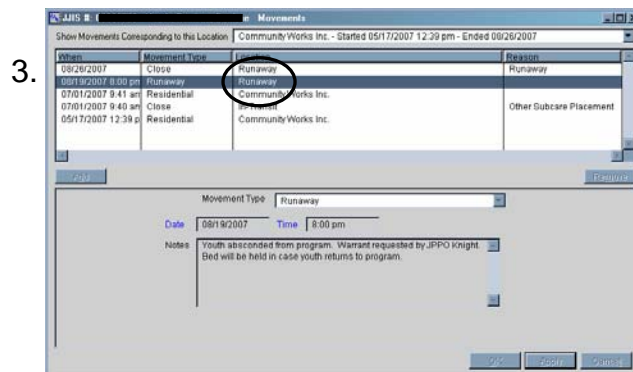 JJIS #: ( e - Movements
Show Movements Corresponding to this Location Community Works Inc. - Started 05/17/2007 12:39 pm - Ended 08/26/2007
3.
When Movement Type Location Reason
08/26/2007 Close Runaway Runaway
08/19/2007 8:00 pm Runaway Runaway
07/01/2007 9:41 am Residential Community Works Inc.
07/01/2007 9:40 am Close In-Transit Other Subcare Placement
05/17/2007 12:39 p Residential Community Works Inc.
Add Remove
Movement Type Runaway
Date 08/19/2007 Time 8:00 pm
Notes Youth absconded from program. Warrant requested by JPPO Knight.
Bed will be held in case youth returns to program.
OK Apply Cancel